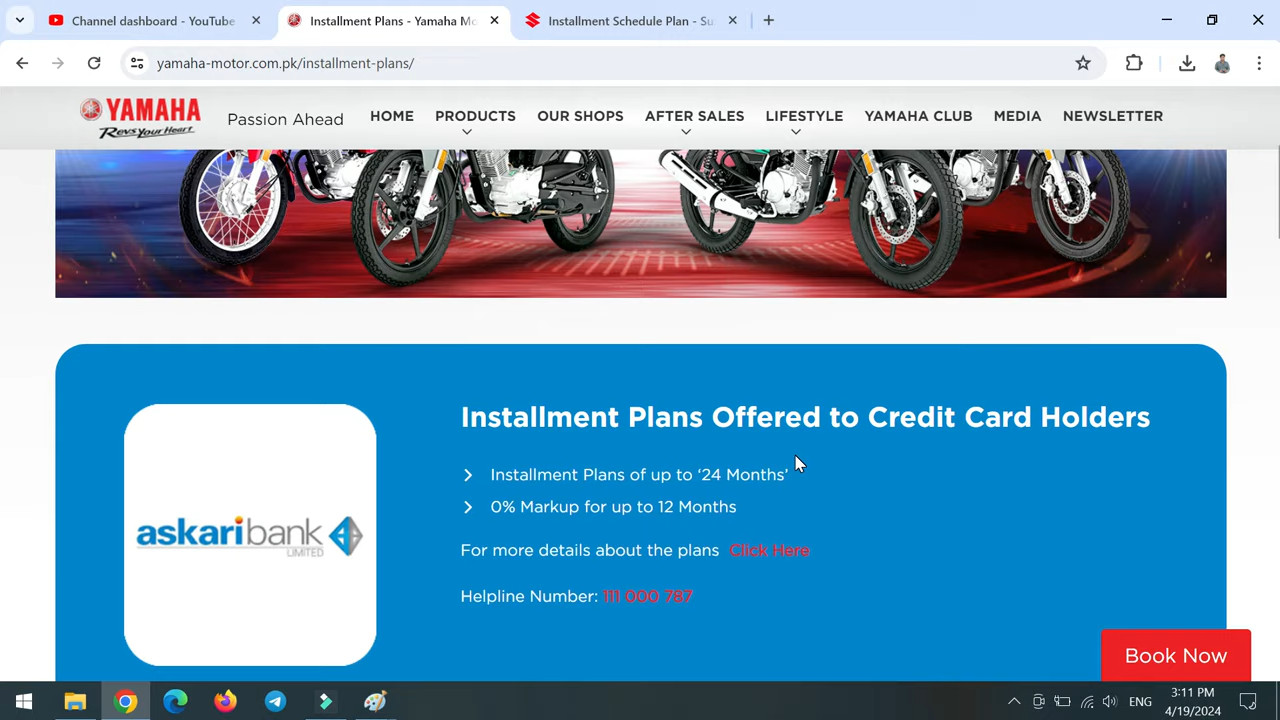 Channel dashboard - YouTube
Installment Plans - Yamaha Mo
Installment Schedule Plan - Su
yamaha-motor.com.pk/installment-plans/
YAMAHA
Revs Your Heart
Passion Ahead
HOME
PRODUCTS
OUR SHOPS
AFTER SALES
LIFESTYLE
YAMAHA CLUB
MEDIA
NEWSLETTER
Installment Plans Offered to Credit Card Holders
Installment Plans of up to ‘24 Months’
0% Markup for up to 12 Months
For more details about the plans Click Here
Helpline Number: 111 000 787
askaribank
LIMITED
Book Now
ENG
3:11 PM
4/19/2024